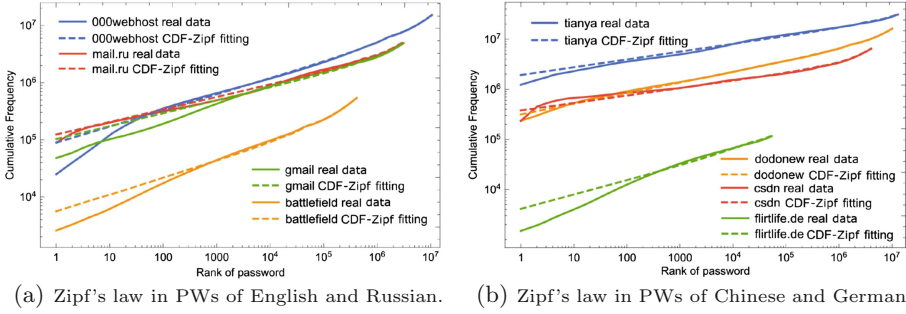 10^7
10^6
10^5
10^4
Cumulative Frequency
000webhost real data
000webhost CDF-Zipf fitting
mail.ru real data
mail.ru CDF-Zipf fitting
gmail real data
gmail CDF-Zipf fitting
battlefield real data
battlefield CDF-Zipf fitting
1 10 100 1000 10^4 10^5 10^6 10^7
Rank of password
(a) Zipf's law in PWs of English and Russian.
10^7
10^6
10^5
10^4
Cumulative Frequency
tianya real data
tianya CDF-Zipf fitting
dodonew real data
dodonew CDF-Zipf fitting
csdn real data
csdn CDF-Zipf fitting
flirtlife.de real data
flirtlife.de CDF-Zipf fitting
1 10 100 1000 10^4 10^5 10^6 10^7
Rank of password
(b) Zipf's law in PWs of Chinese and German